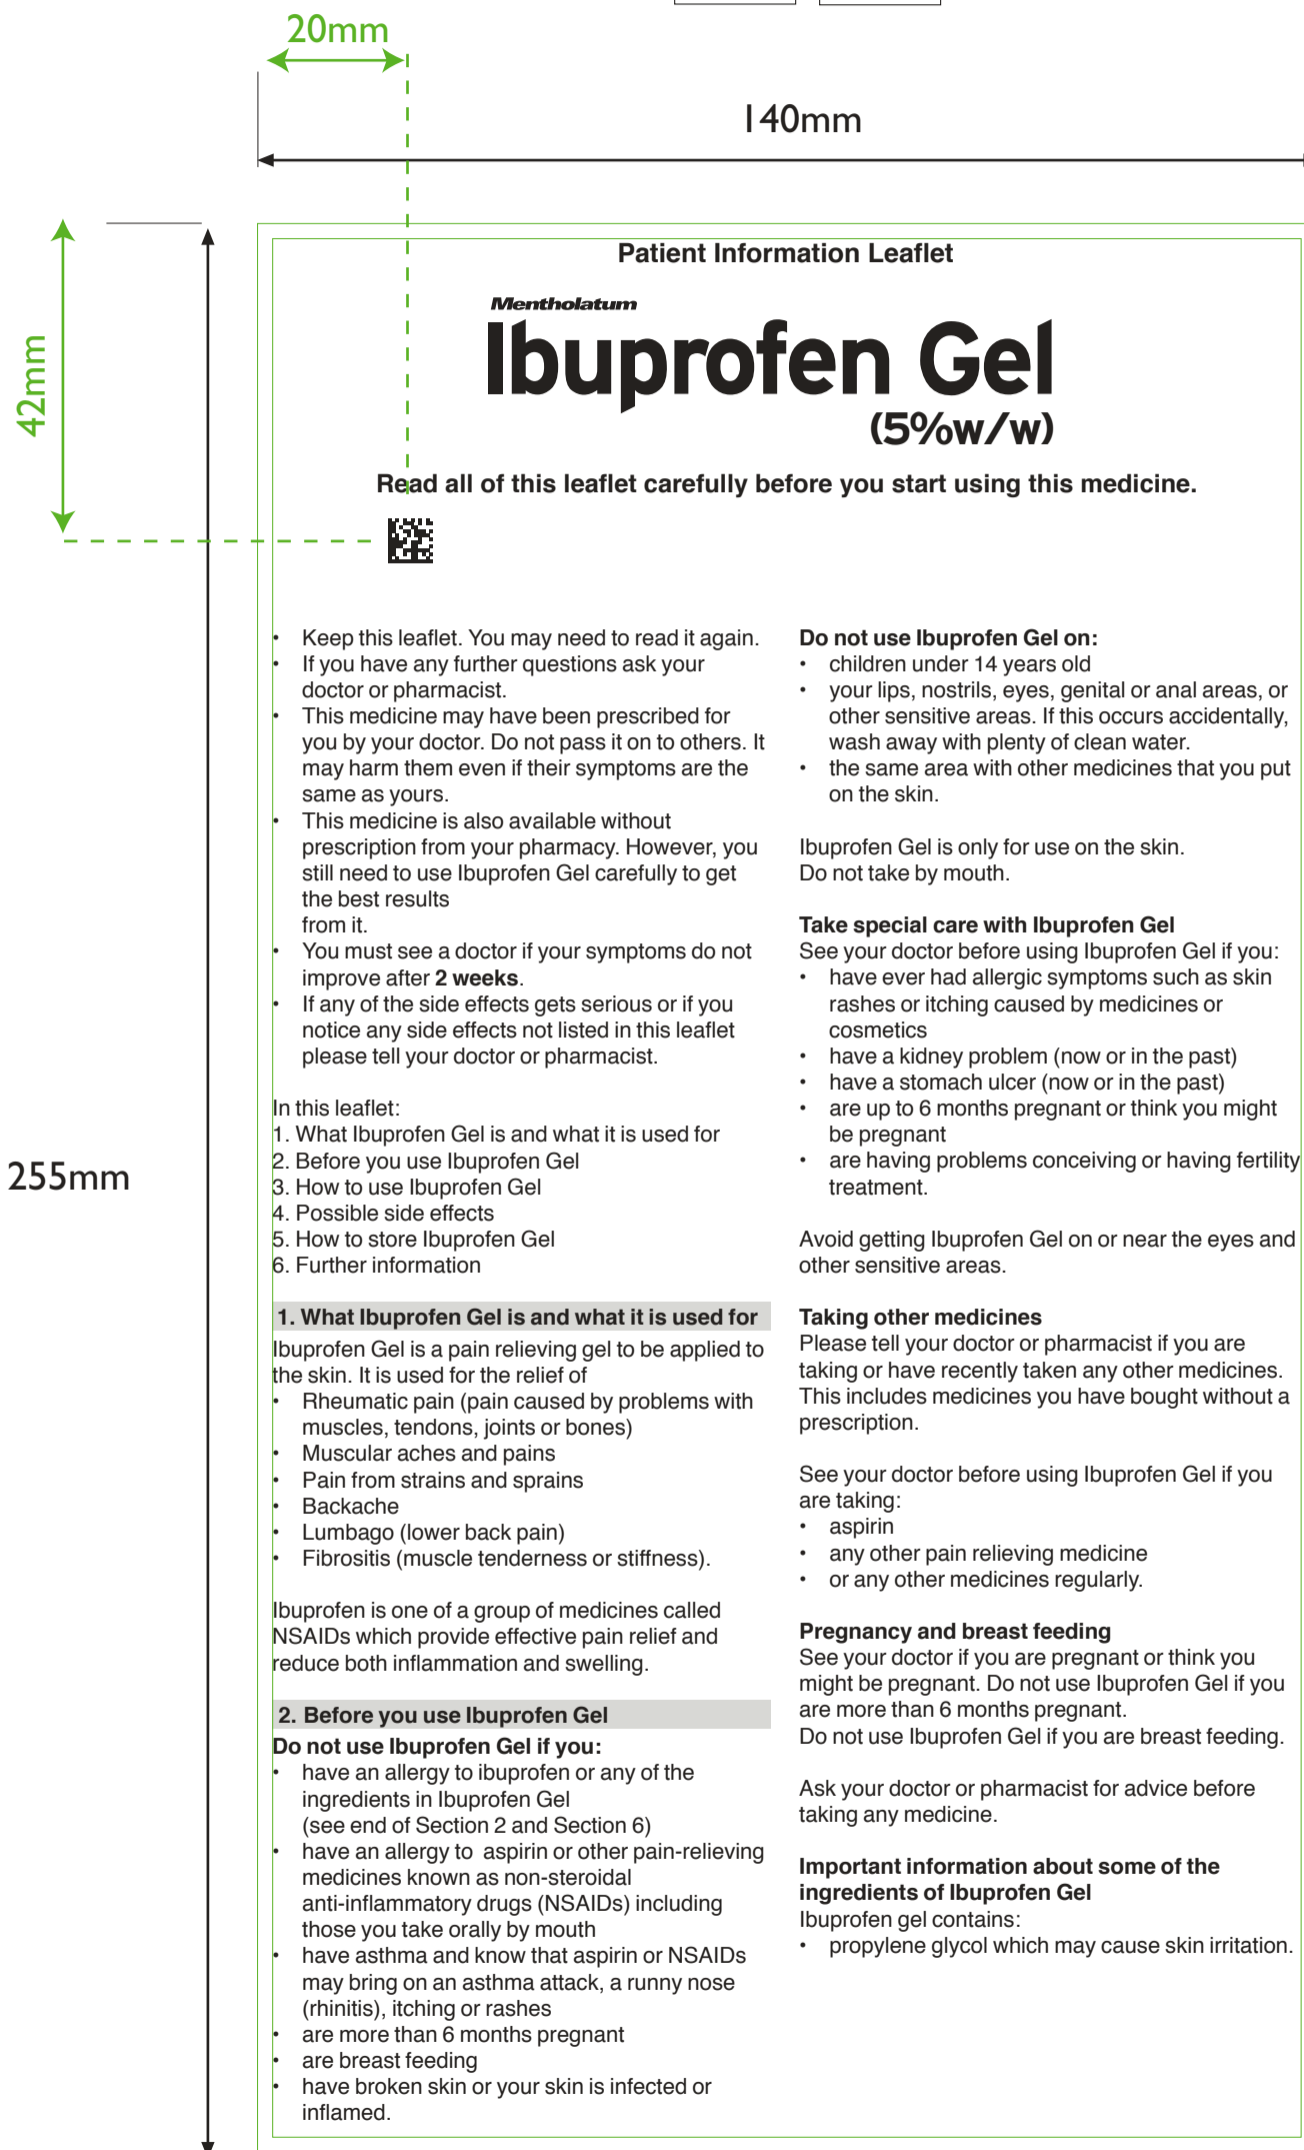 20mm
140mm
42mm
255mm
Patient Information Leaflet
Mentholatum
Ibuprofen Gel
(5%w/w)
Read all of this leaflet carefully before you start using this medicine.
• Keep this leaflet. You may need to read it again.
• If you have any further questions ask your
doctor or pharmacist.
• This medicine may have been prescribed for
you by your doctor. Do not pass it on to others. It
may harm them even if their symptoms are the
same as yours.
• This medicine is also available without
prescription from your pharmacy. However, you
still need to use Ibuprofen Gel carefully to get
the best results
from it.
• You must see a doctor if your symptoms do not
improve after 2 weeks.
• If any of the side effects gets serious or if you
notice any side effects not listed in this leaflet
please tell your doctor or pharmacist.
In this leaflet:
1. What Ibuprofen Gel is and what it is used for
2. Before you use Ibuprofen Gel
3. How to use Ibuprofen Gel
4. Possible side effects
5. How to store Ibuprofen Gel
6. Further information
1. What Ibuprofen Gel is and what it is used for
Ibuprofen Gel is a pain relieving gel to be applied to
the skin. It is used for the relief of
• Rheumatic pain (pain caused by problems with
muscles, tendons, joints or bones)
• Muscular aches and pains
• Pain from strains and sprains
• Backache
• Lumbago (lower back pain)
• Fibrositis (muscle tenderness or stiffness).
Ibuprofen is one of a group of medicines called
NSAIDs which provide effective pain relief and
reduce both inflammation and swelling.
2. Before you use Ibuprofen Gel
Do not use Ibuprofen Gel if you:
• have an allergy to ibuprofen or any of the
ingredients in Ibuprofen Gel
(see end of Section 2 and Section 6)
• have an allergy to  aspirin or other pain-relieving
medicines known as non-steroidal
anti-inflammatory drugs (NSAIDs) including
those you take orally by mouth
• have asthma and know that aspirin or NSAIDs
may bring on an asthma attack, a runny nose
(rhinitis), itching or rashes
• are more than 6 months pregnant
• are breast feeding
• have broken skin or your skin is infected or
inflamed.
Do not use Ibuprofen Gel on:
• children under 14 years old
• your lips, nostrils, eyes, genital or anal areas, or
other sensitive areas. If this occurs accidentally,
wash away with plenty of clean water.
• the same area with other medicines that you put
on the skin.
Ibuprofen Gel is only for use on the skin.
Do not take by mouth.
Take special care with Ibuprofen Gel
See your doctor before using Ibuprofen Gel if you:
• have ever had allergic symptoms such as skin
rashes or itching caused by medicines or
cosmetics
• have a kidney problem (now or in the past)
• have a stomach ulcer (now or in the past)
• are up to 6 months pregnant or think you might
be pregnant
• are having problems conceiving or having fertility
treatment.
Avoid getting Ibuprofen Gel on or near the eyes and
other sensitive areas.
Taking other medicines
Please tell your doctor or pharmacist if you are
taking or have recently taken any other medicines.
This includes medicines you have bought without a
prescription.
See your doctor before using Ibuprofen Gel if you
are taking:
• aspirin
• any other pain relieving medicine
• or any other medicines regularly.
Pregnancy and breast feeding
See your doctor if you are pregnant or think you
might be pregnant. Do not use Ibuprofen Gel if you
are more than 6 months pregnant.
Do not use Ibuprofen Gel if you are breast feeding.
Ask your doctor or pharmacist for advice before
taking any medicine.
Important information about some of the
ingredients of Ibuprofen Gel
Ibuprofen gel contains:
• propylene glycol which may cause skin irritation.